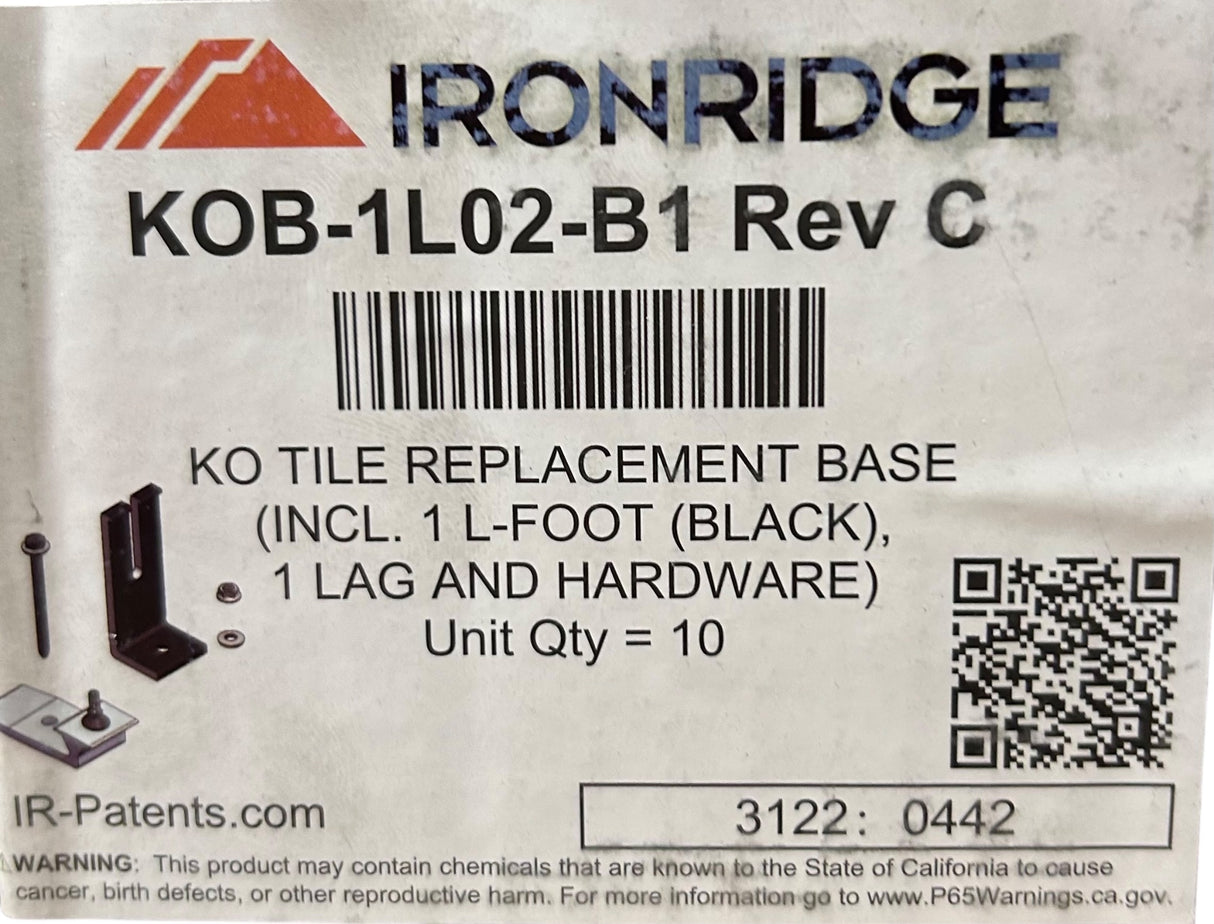 IRONRIDGE
KOB-1L02-B1 Rev C
KO TILE REPLACEMENT BASE
(INCL. 1 L-FOOT (BLACK),
1 LAG AND HARDWARE)
Unit Qty = 10
IR-Patents.com
3122: 0442
WARNING: This product may contain chemicals that are known to the State of California to cause
cancer, birth defects, or other reproductive harm. For more information go to www.P65Warnings.ca.gov.